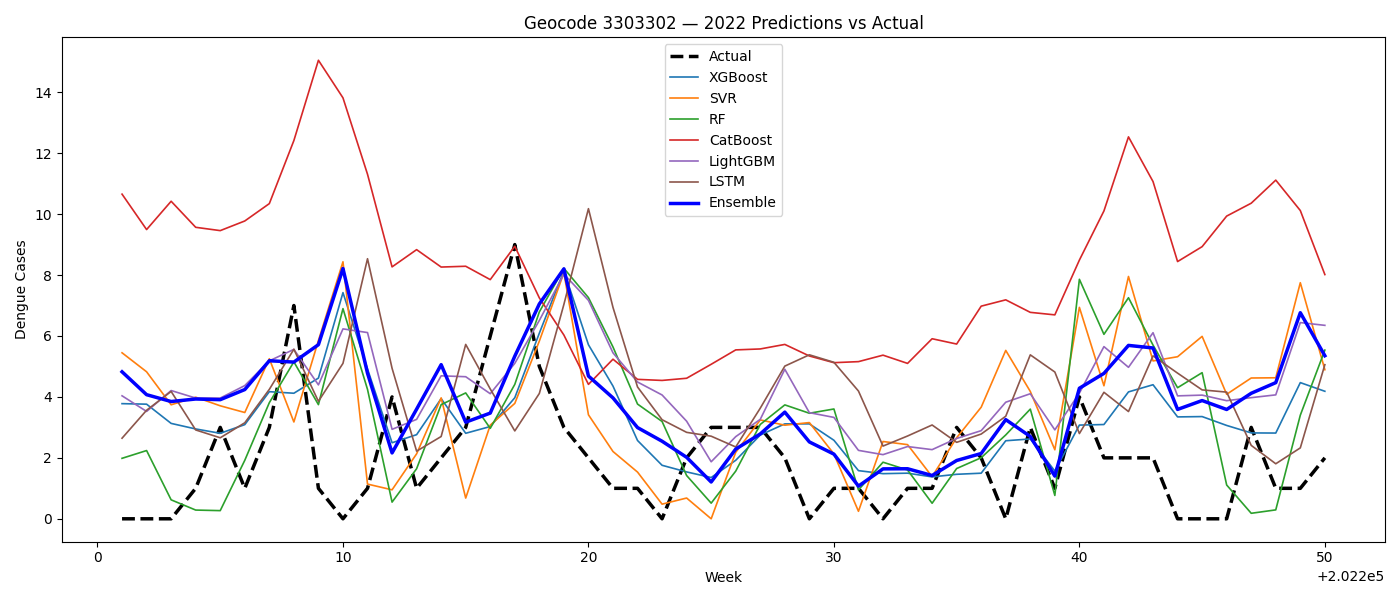 Geocode 3303302 — 2022 Predictions vs Actual
Dengue Cases
14
12
10
8
6
4
2
0
Actual
XGBoost
SVR
RF
CatBoost
LightGBM
LSTM
Ensemble
0 10 20 30 40 50
Week
+2.022e5